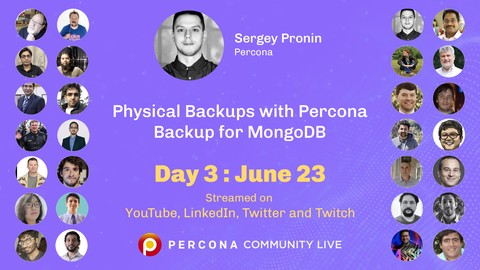 Sergey Pronin
Percona
Physical Backups with Percona
Backup for MongoDB
Day 3 : June 23
Streamed on
YouTube, LinkedIn, Twitter and Twitch
PERCONA COMMUNITY LIVE